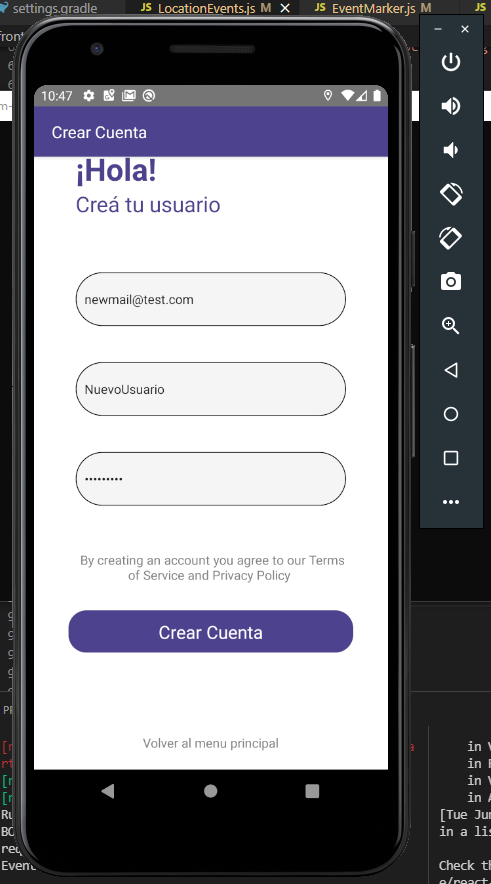 settings.gradle
JS LocationEvents.js M
JS EventMarker.js M
JS
10:47
Crear Cuenta
¡Hola!
Creá tu usuario
newmail@test.com
NuevoUsuario
•••••••••
By creating an account you agree to our Terms
of Service and Privacy Policy
Crear Cuenta
Volver al menu principal
in
in
in
in
[Tue Jun
in a lis
Check th
e/react
Ru
BO
req
Event